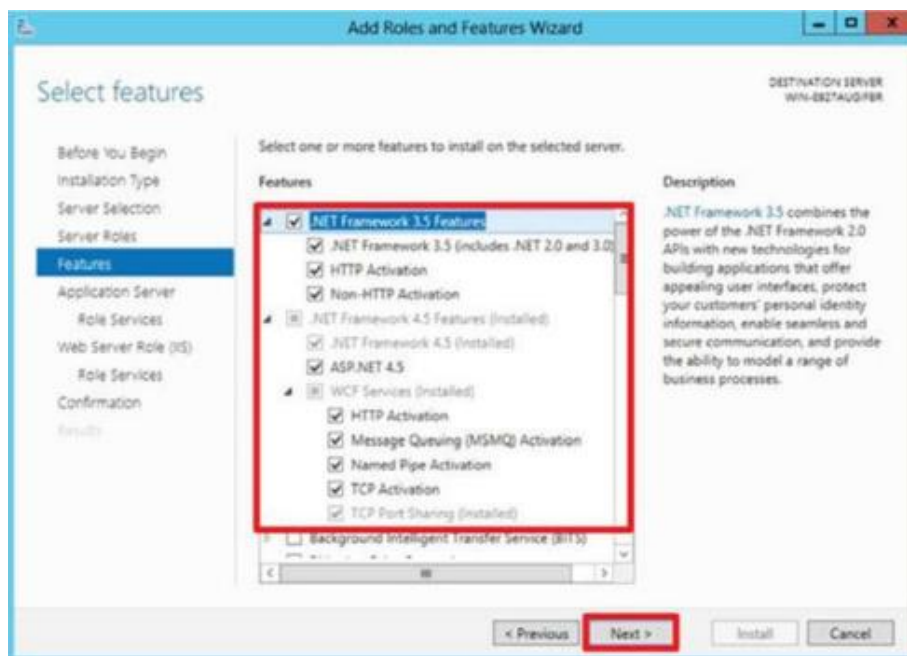 Add Roles and Features Wizard
Select features
DESTINATION SERVER
Before You Begin
Installation Type
Server Selection
Server Roles
Features
Application Server
Role Services
Web Server Role (IIS)
Role Services
Confirmation
Results
Select one or more features to install on the selected server.
Features
.NET Framework 3.5 Features
.NET Framework 3.5 (includes .NET 2.0 and 3.0)
HTTP Activation
Non-HTTP Activation
.NET Framework 4.5 Features (Installed)
.NET Framework 4.5 (Installed)
ASP.NET 4.5
WCF Services (Installed)
HTTP Activation
Message Queuing (MSMQ) Activation
Named Pipe Activation
TCP Activation
TCP Port Sharing (Installed)
Background Intelligent Transfer Service (BITS)
Description
.NET Framework 3.5 combines the
power of the .NET Framework 2.0
APIs with new technologies for
building applications that offer
appealing user interfaces, protect
your customers' personal identity
information, enable seamless and
secure communication, and provide
the ability to model a range of
business processes.
< Previous
Next >
Install
Cancel